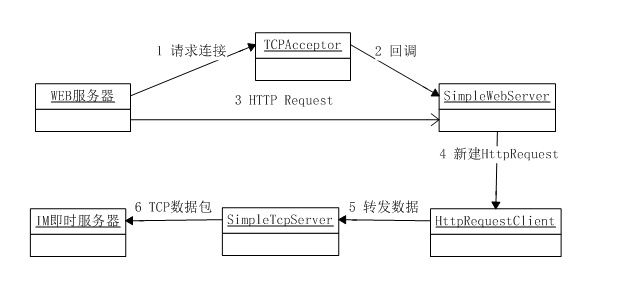 TCPAcceptor
1 请求连接
2 回调
WEB服务器
SimpleWebServer
3 HTTP Request
4 新建HttpRequest
6 TCP数据包
5 转发数据
IM即时服务器
SimpleTcpServer
HttpRequestClient